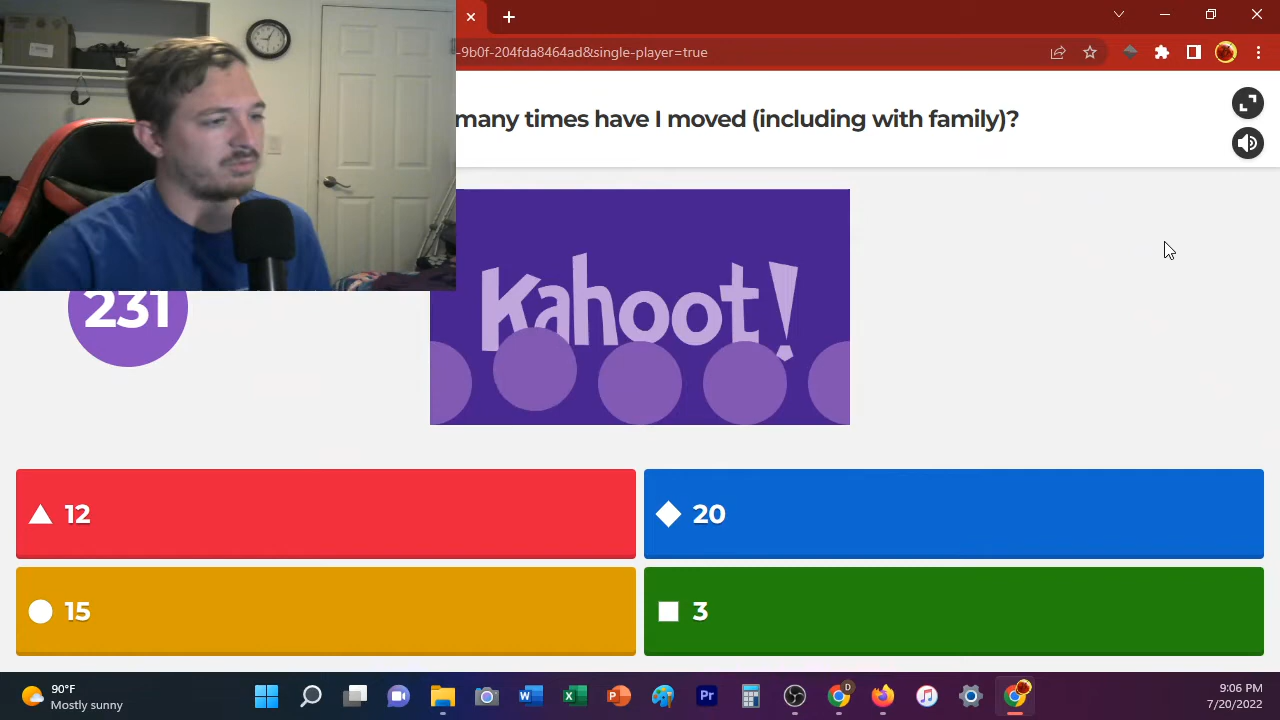 -9b0f-204fda8464ad&single-player=true
many times have I moved (including with family)?
231
Kahoot!
12
20
15
3
90°F
Mostly sunny
9:06 PM
7/20/2022
W
X
P
Pr
D